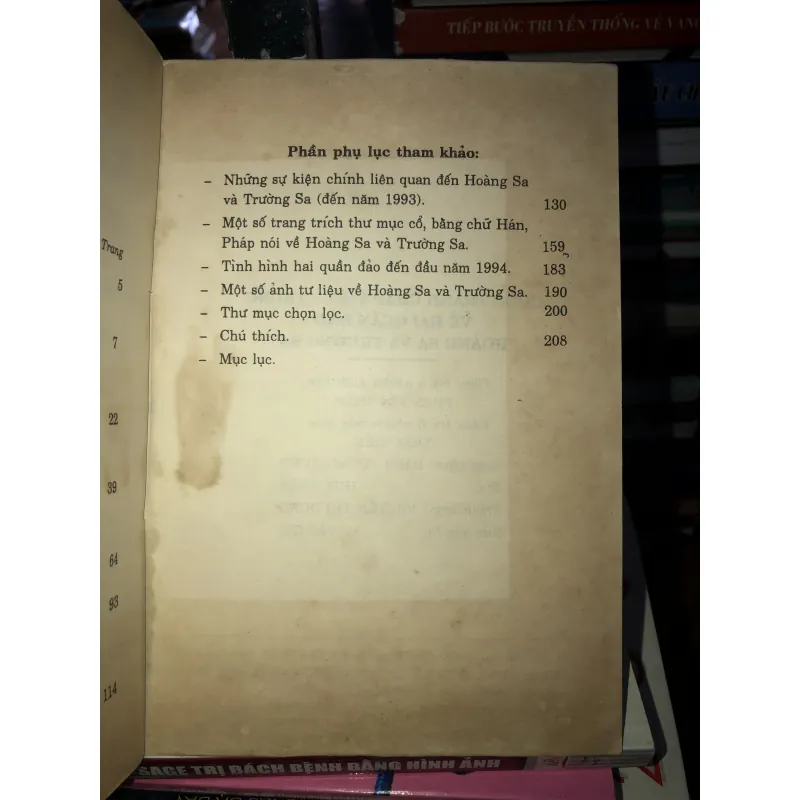 TIẾP BƯỚC TRUYỀN THỐNG VẺ VANG
Trang
5
7
22
39
64
93
114
Phần phụ lục tham khảo:
– Những sự kiện chính liên quan đến Hoàng Sa
và Trường Sa (đến năm 1993). 130
– Một số trang trích thư mục cổ, bằng chữ Hán,
Pháp nói về Hoàng Sa và Trường Sa. 159
– Tình hình hai quần đảo đến đầu năm 1994. 183
– Một số ảnh tư liệu về Hoàng Sa và Trường Sa. 190
– Thư mục chọn lọc. 200
– Chú thích. 208
– Mục lục.
SAGE TRỊ BÁCH BỆNH BẰNG HÌNH ẢNH